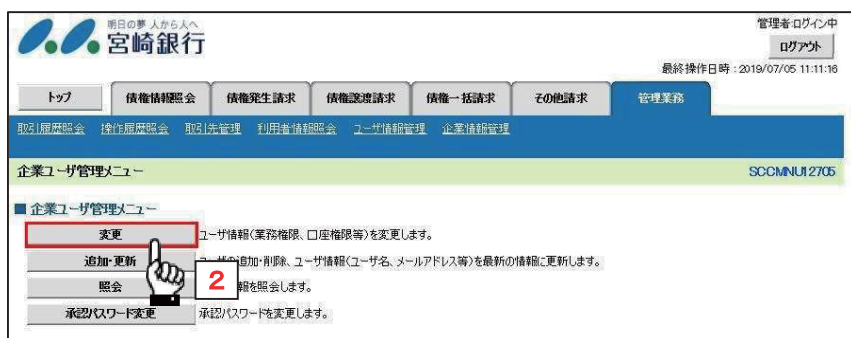 明日の夢 人から人へ
宮崎銀行
管理者:ログイン中
ログアウト
最終操作日時:2019/07/05 11:11:16
トップ 債権情報照会 債権発生請求 債権譲渡請求 債権一括請求 その他請求 管理業務
取引履歴照会 操作履歴照会 取引先管理 利用者情報照会 ユーザ情報管理 企業情報管理
企業ユーザ管理メニュー SCCMNU12705
■ 企業ユーザ管理メニュー
変更 ユーザ情報(業務権限、口座権限等)を変更します。
追加・更新 ユーザの追加・削除、ユーザ情報(ユーザ名、メールアドレス等)を最新の情報に更新します。
照会 2 報を照会します。
承認パスワード変更 承認パスワードを変更します。